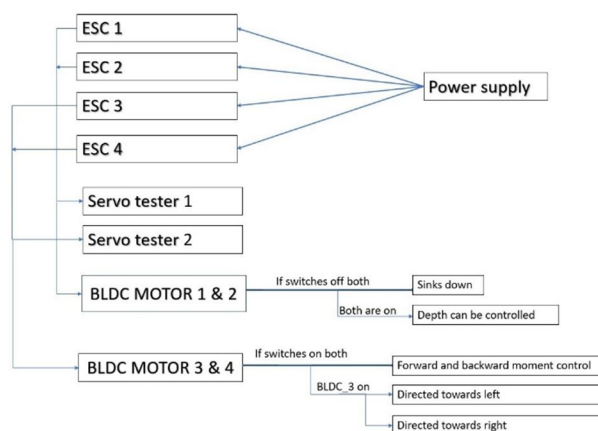 ESC 1
ESC 2
Power supply
ESC 3
ESC 4
Servo tester 1
Servo tester 2
BLDC MOTOR 1 & 2
If switches off both
Sinks down
Both are on
Depth can be controlled
BLDC MOTOR 3 & 4
If switches on both
Forward and backward moment control
BLDC_3 on
Directed towards left
Directed towards right